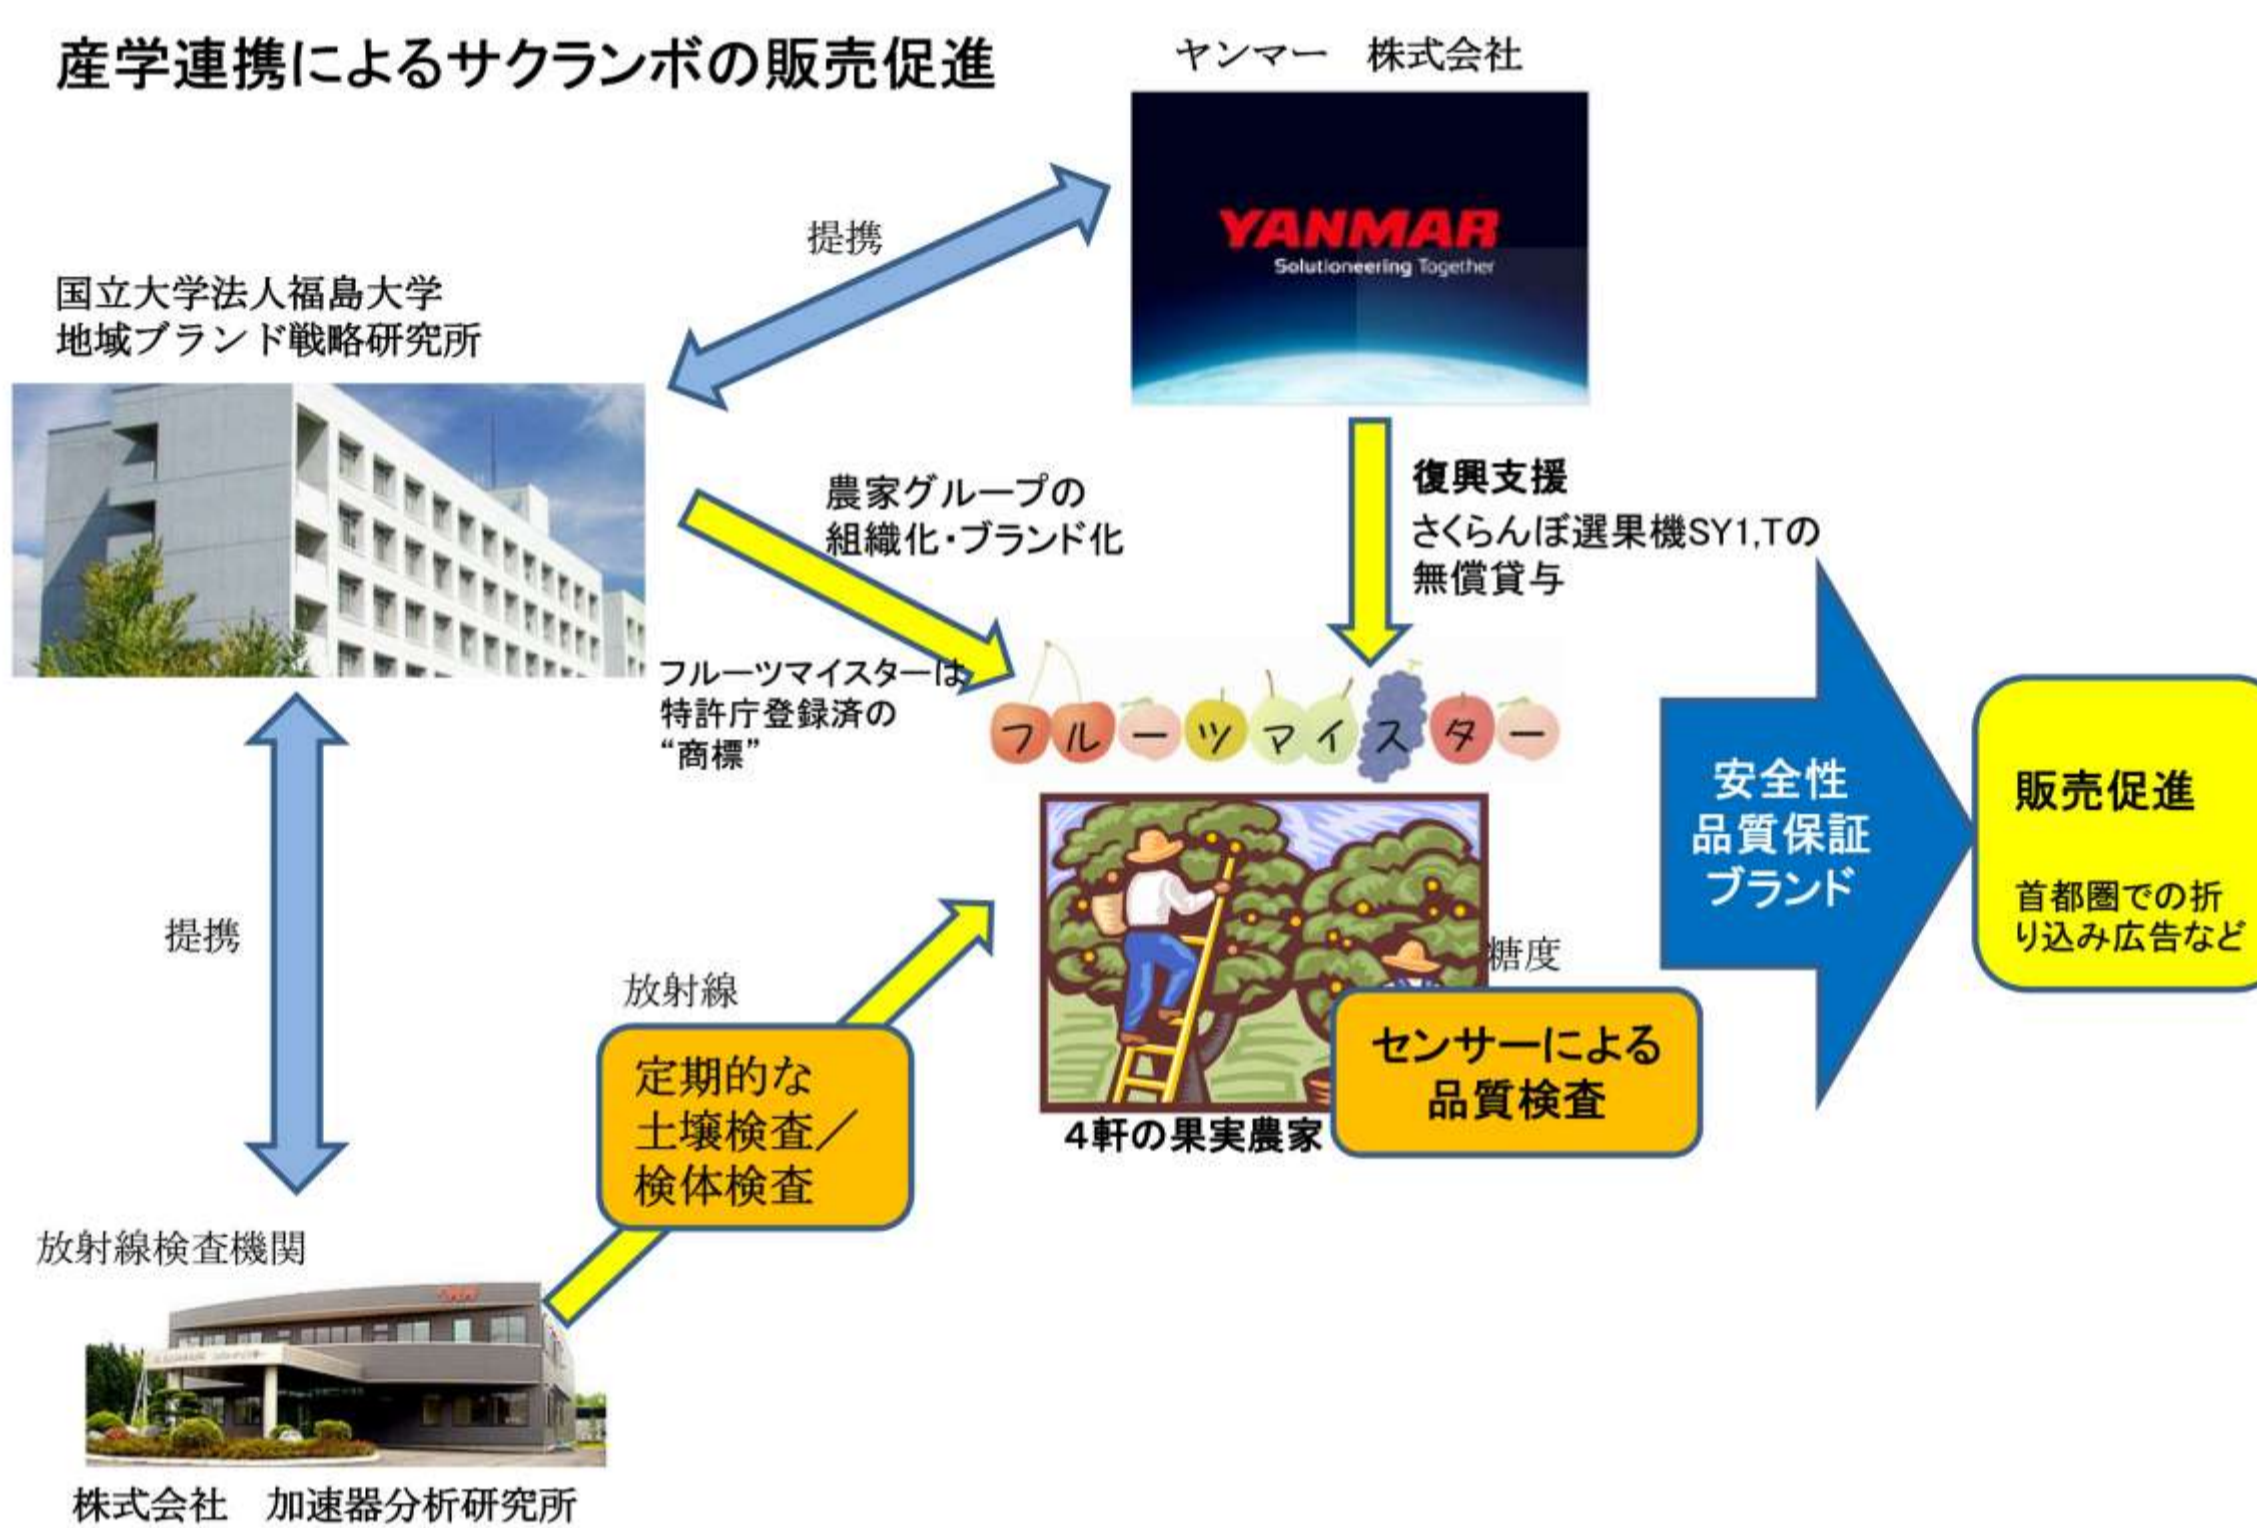 産学連携によるサクランボの販売促進
ヤンマー　株式会社
YANMAR
Solutioneering Together
提携
国立大学法人福島大学
地域ブランド戦略研究所
農家グループの
組織化・ブランド化
復興支援
さくらんぼ選果機SY1,Tの
無償貸与
フルーツマイスターは
特許庁登録済の
“商標”
フルーツマイスター
安全性
品質保証
ブランド
販売促進
首都圏での折
り込み広告など
提携
放射線
定期的な
土壌検査／
検体検査
糖度
センサーによる
品質検査
4軒の果実農家
放射線検査機関
株式会社　加速器分析研究所